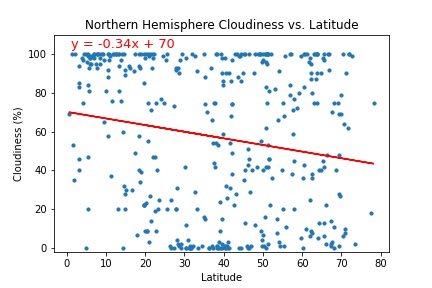 Northern Hemisphere Cloudiness vs. Latitude
y = -0.34x + 70
100
80
60
40
20
0
Cloudiness (%)
0 10 20 30 40 50 60 70 80
Latitude